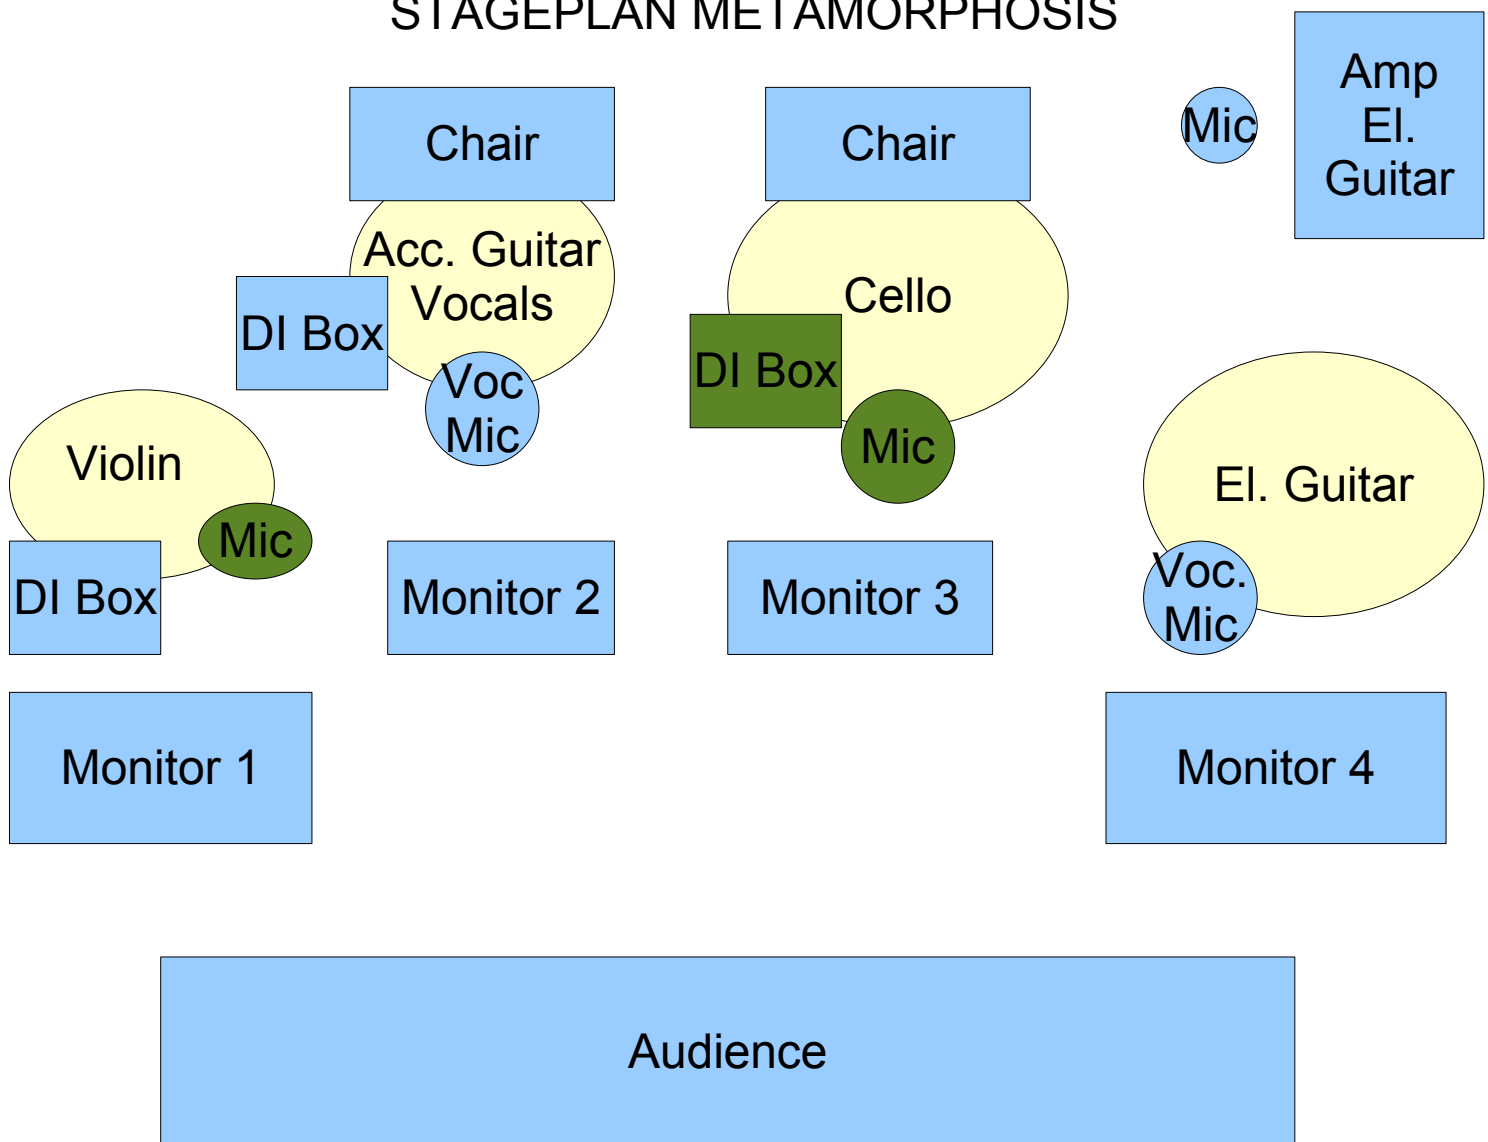 STAGEPLAN METAMORPHOSIS
Amp
El.
Guitar
Chair
Chair
Mic
Acc. Guitar
Vocals
DI Box
Cello
DI Box
Voc
Mic
Mic
Violin
Mic
DI Box
El. Guitar
Voc.
Mic
Monitor 2
Monitor 3
Monitor 1
Monitor 4
Audience